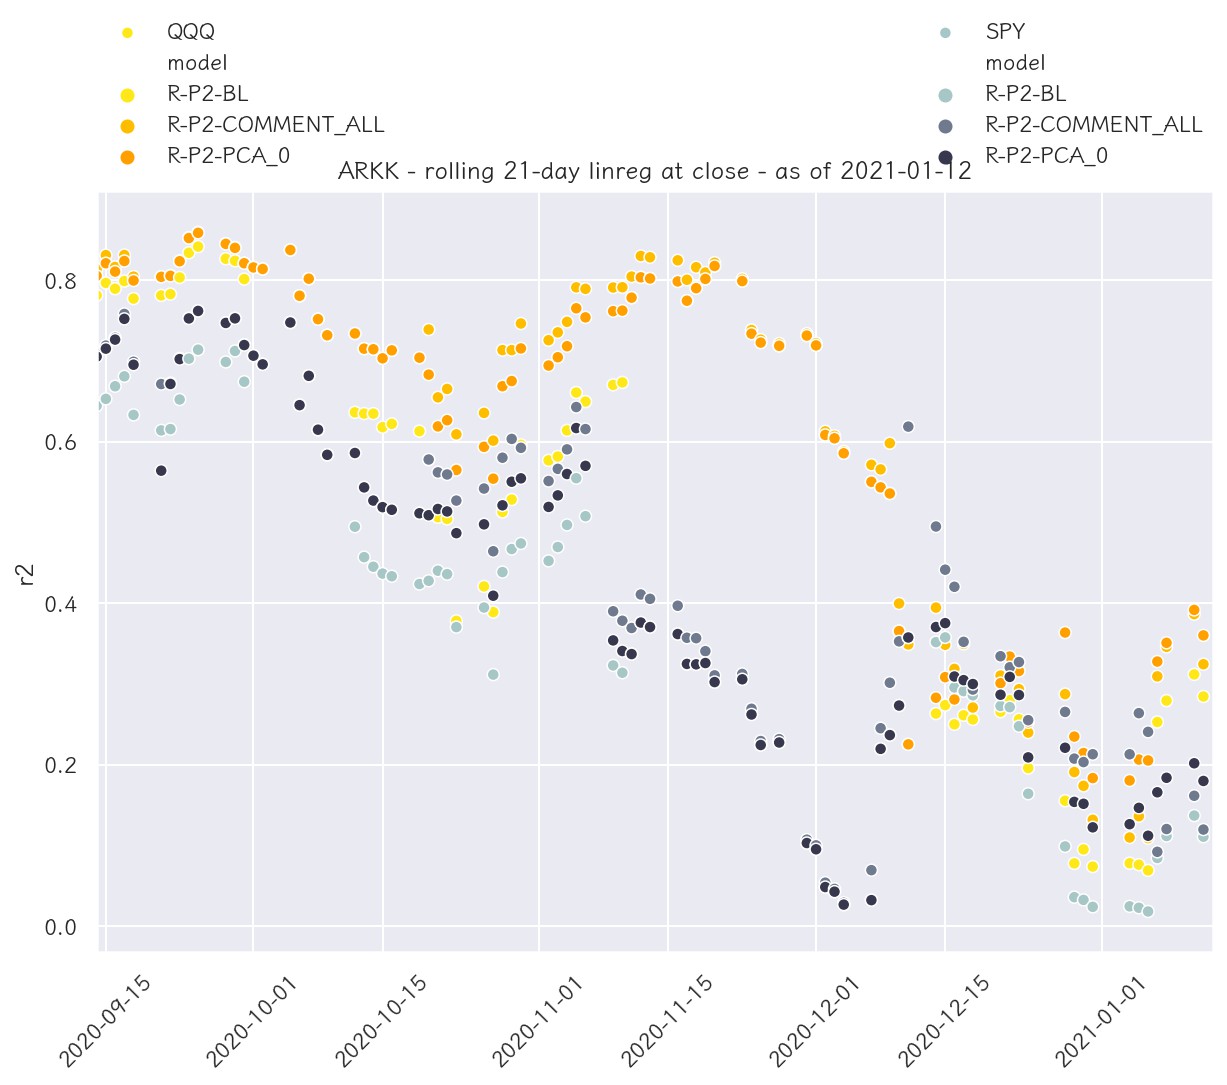 QQQ
model
R-P2-BL
R-P2-COMMENT_ALL
R-P2-PCA_0
SPY
model
R-P2-BL
R-P2-COMMENT_ALL
R-P2-PCA_0
ARKK - rolling 21-day linreg at close - as of 2021-01-12
r2
0.8
0.6
0.4
0.2
0.0
2020-09-15
2020-10-01
2020-10-15
2020-11-01
2020-11-15
2020-12-01
2020-12-15
2021-01-01